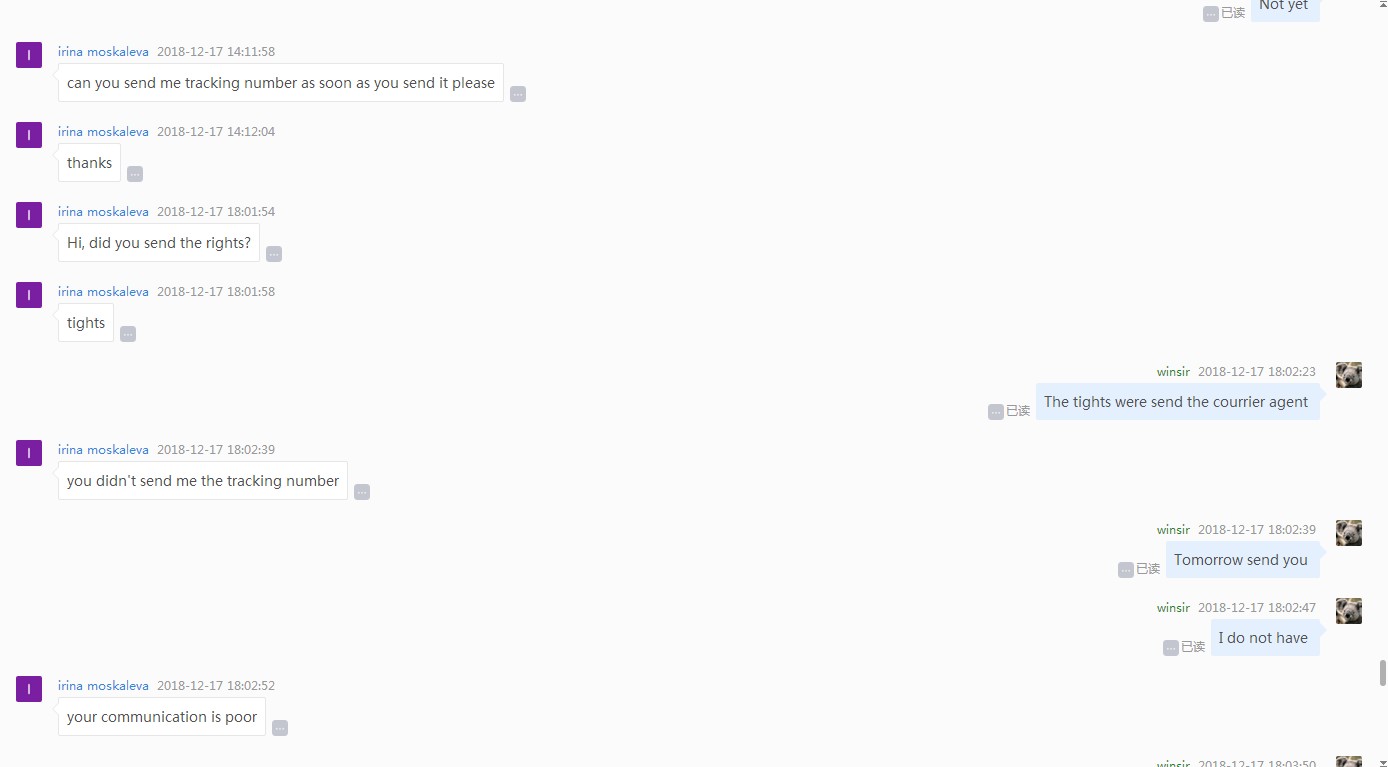 Not yet
已读
I
irina moskaleva 2018-12-17 14:11:58
can you send me tracking number as soon as you send it please
I
irina moskaleva 2018-12-17 14:12:04
thanks
I
irina moskaleva 2018-12-17 18:01:54
Hi, did you send the rights?
I
irina moskaleva 2018-12-17 18:01:58
tights
winsir 2018-12-17 18:02:23
已读 The tights were send the courrier agent
I
irina moskaleva 2018-12-17 18:02:39
you didn't send me the tracking number
winsir 2018-12-17 18:02:39
已读 Tomorrow send you
winsir 2018-12-17 18:02:47
已读 I do not have
I
irina moskaleva 2018-12-17 18:02:52
your communication is poor
winsir 2018-12-17 18:03:50